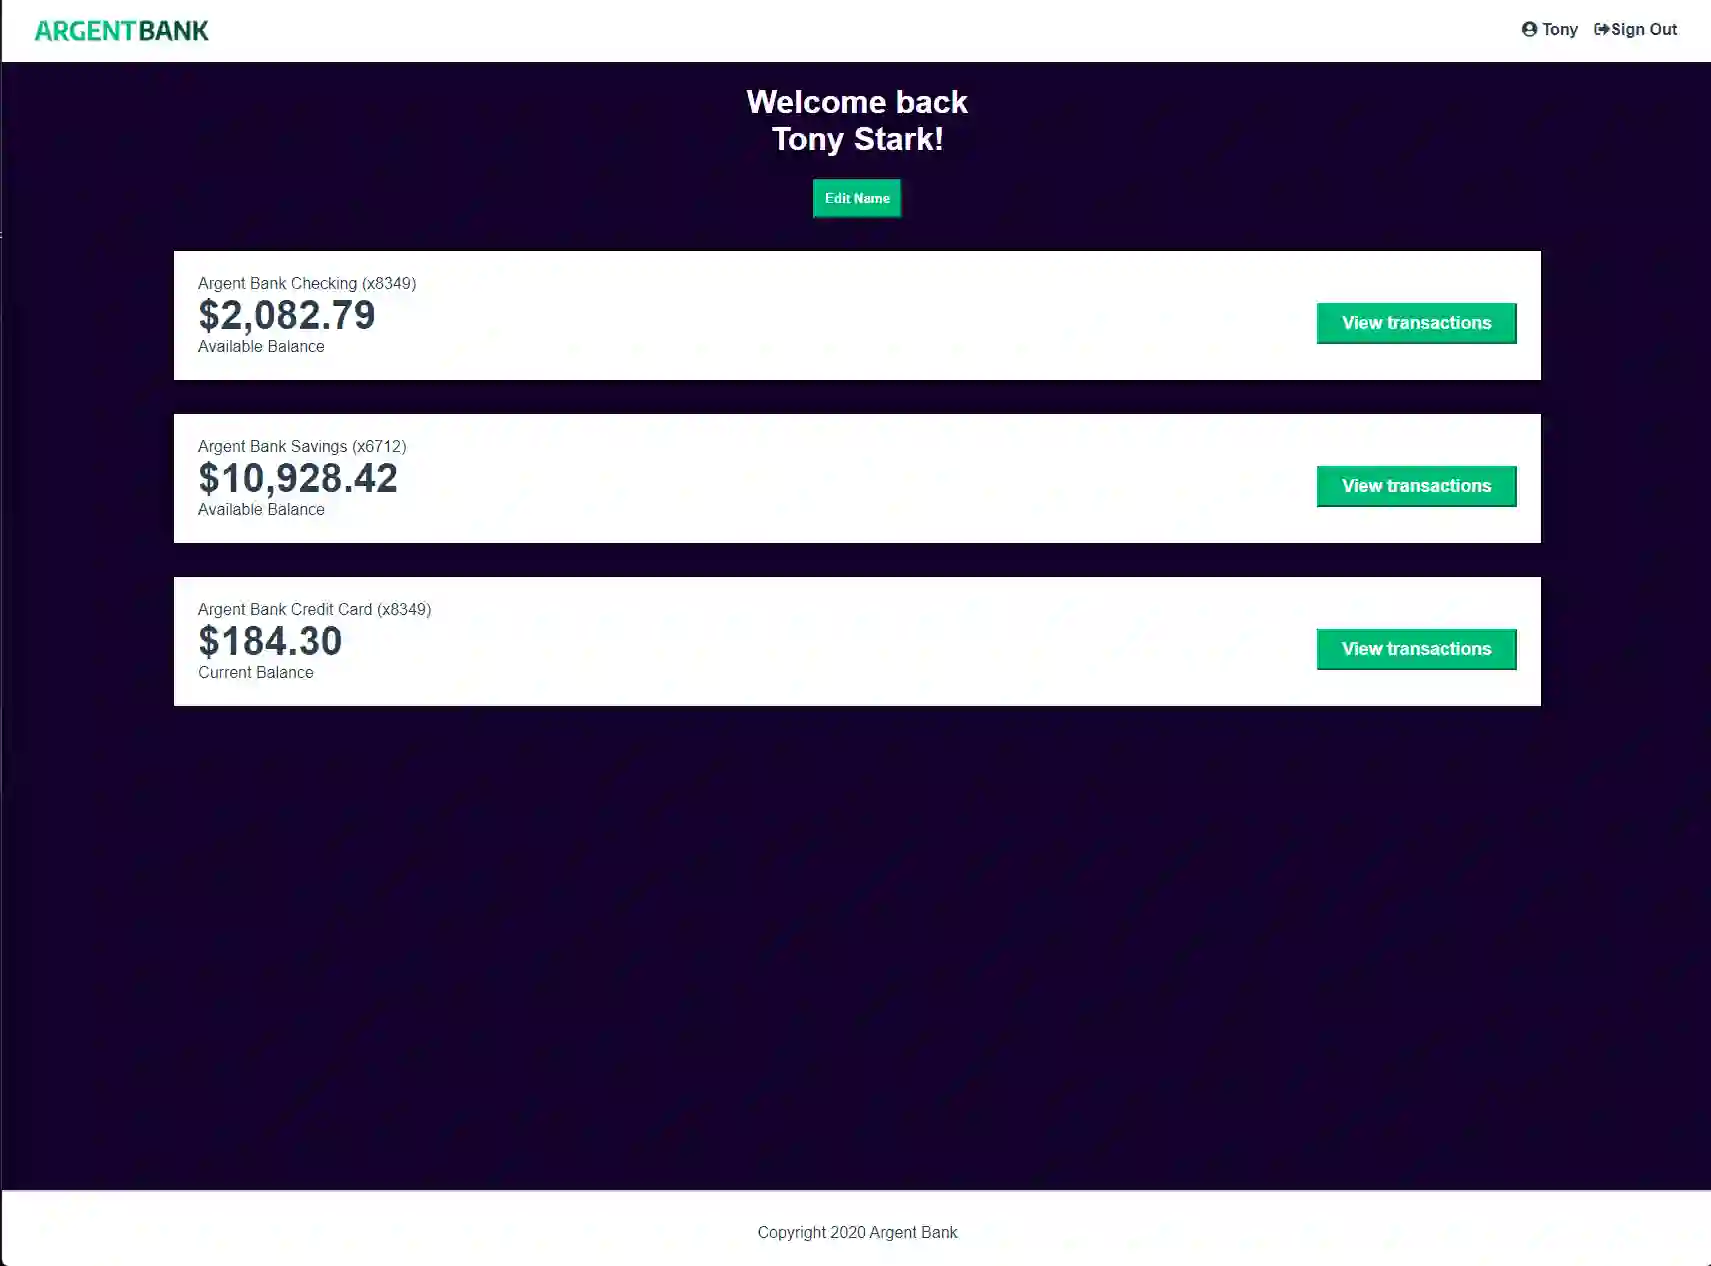 ARGENTBANK
Tony Sign Out
Welcome back
Tony Stark!
Edit Name
Argent Bank Checking (x8349)
$2,082.79
Available Balance
View transactions
Argent Bank Savings (x6712)
$10,928.42
Available Balance
View transactions
Argent Bank Credit Card (x8349)
$184.30
Current Balance
View transactions
Copyright 2020 Argent Bank